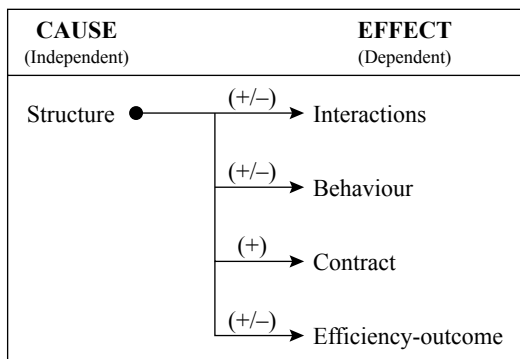 CAUSE EFFECT
(Independent) (Dependent)
Structure (+/–) Interactions
(+/–) Behaviour
(+) Contract
(+/–) Efficiency-outcome